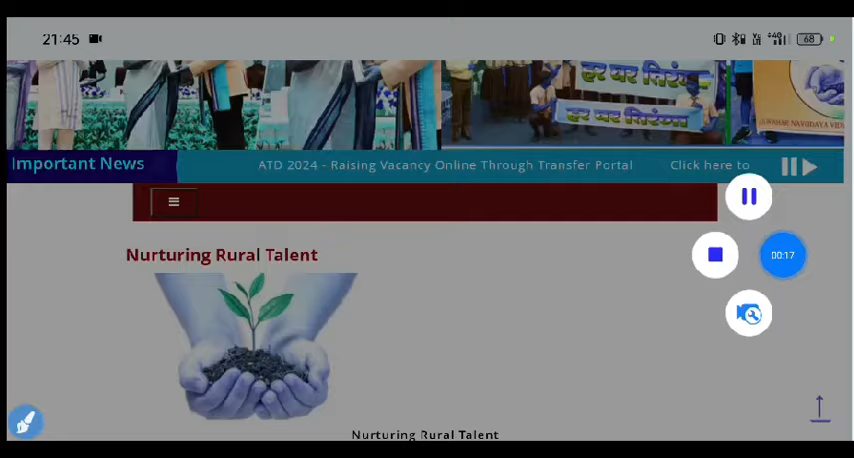 21:45
68
हर घर तिरंगा
हर घर तिरंगा
Important News
ATD 2024 - Raising Vacancy Online Through Transfer Portal Click here to
00:17
Nurturing Rural Talent
Nurturing Rural Talent